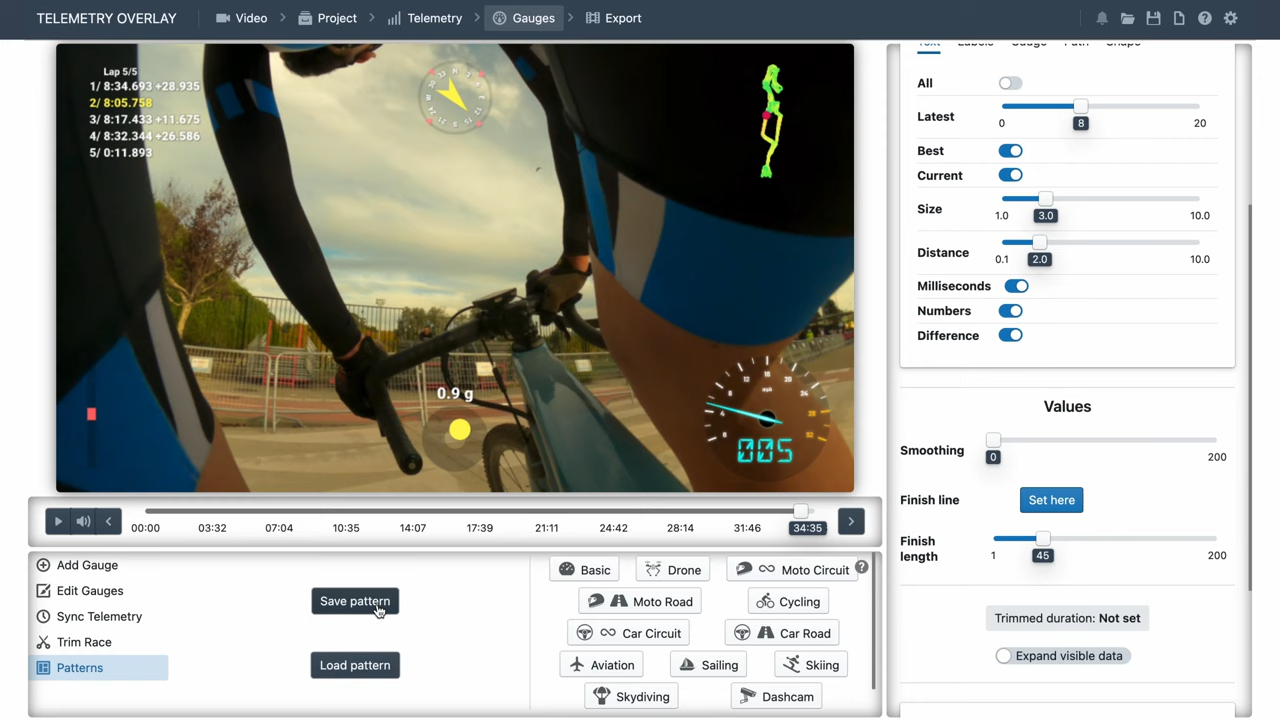 TELEMETRY OVERLAY
Video
Project
Telemetry
Gauges
Export
Lap 5/5
1/ 8:34.693 +28.935
2/ 8:05.758
3/ 8:17.433 +11.675
4/ 8:32.344 +26.586
5/ 0:11.893
0.9 g
mph
005
Text Labels Gauge Path Shape
All
Latest
0 8 20
Best
Current
Size
1.0 3.0 10.0
Distance
0.1 2.0 10.0
Milliseconds
Numbers
Difference
Values
Smoothing
0 200
Finish line Set here
Finish
length
1 45 200
Trimmed duration: Not set
Expand visible data
00:00 03:32 07:04 10:35 14:07 17:39 21:11 24:42 28:14 31:46 34:35
Add Gauge
Edit Gauges
Sync Telemetry
Trim Race
Patterns
Save pattern
Load pattern
Basic
Drone
Moto Circuit ?
Moto Road
Cycling
Car Circuit
Car Road
Aviation
Sailing
Skiing
Skydiving
Dashcam